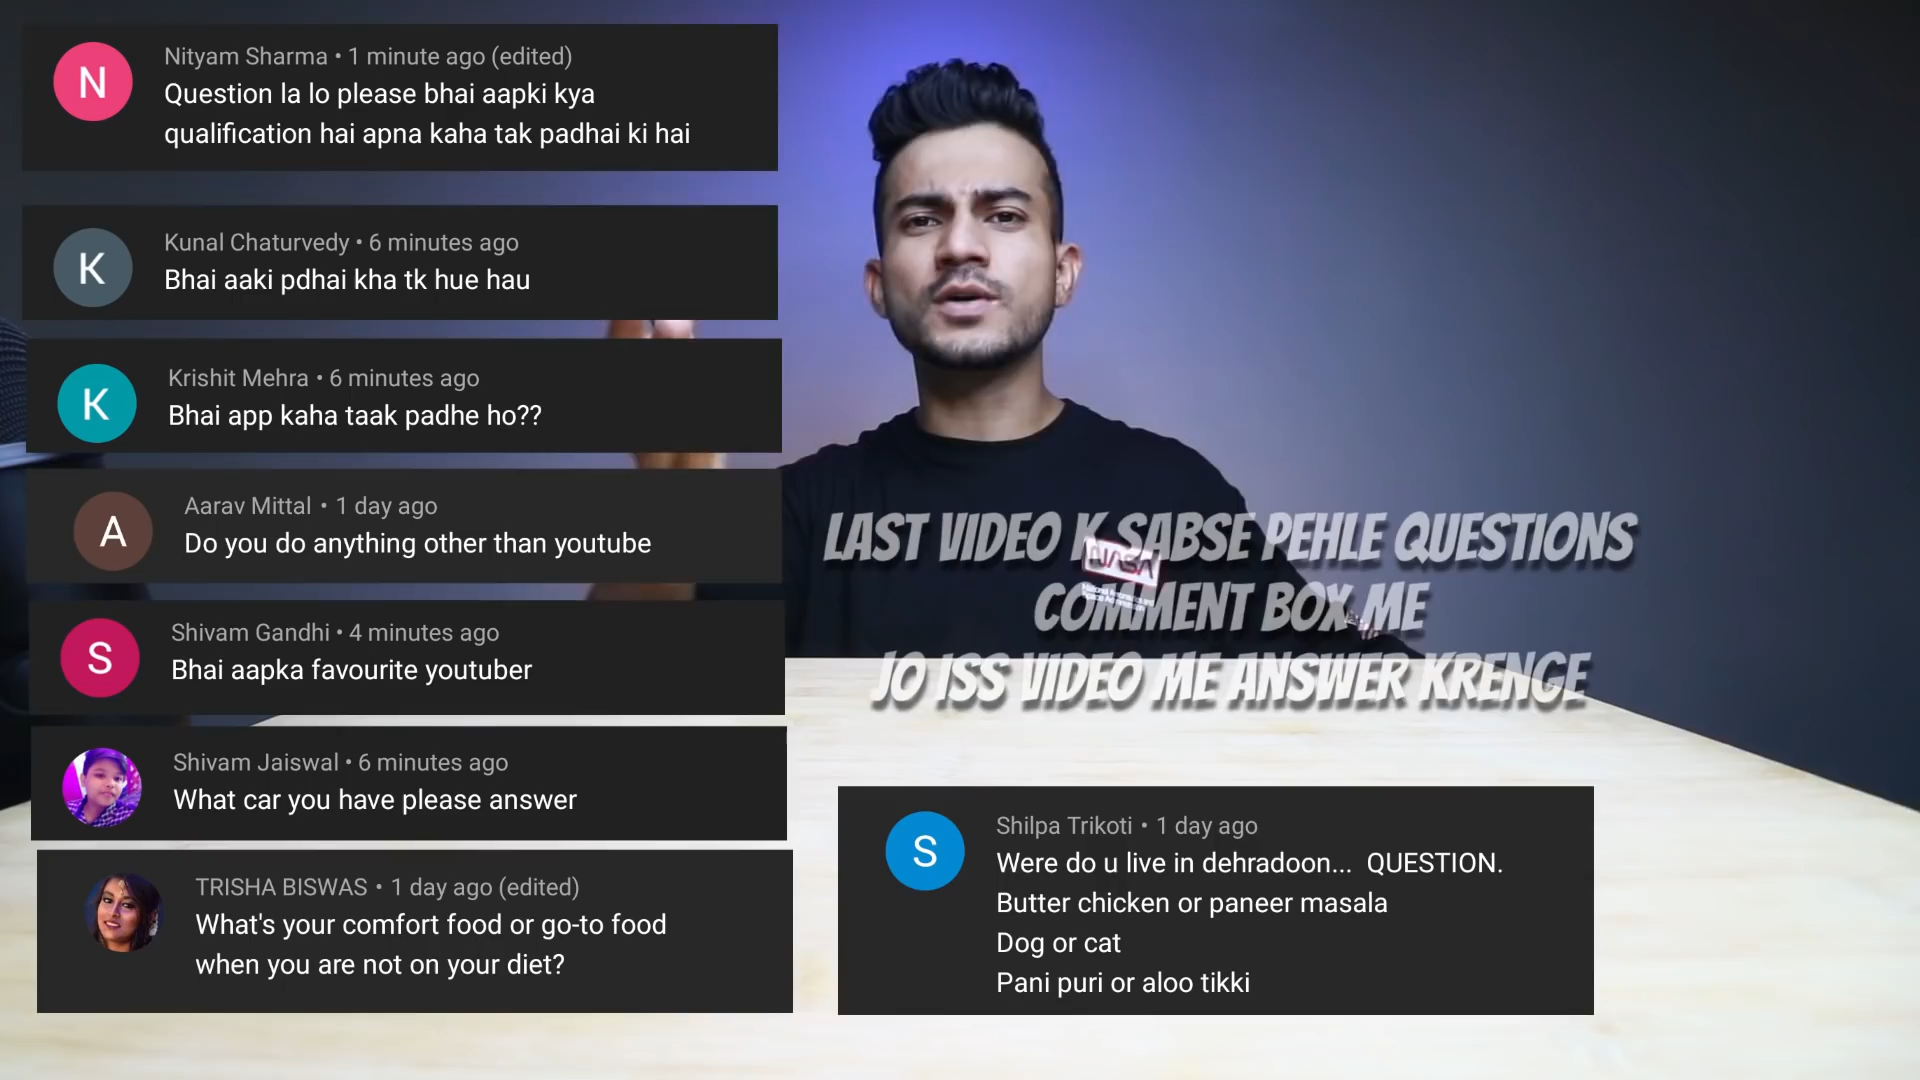 N
Nityam Sharma • 1 minute ago (edited)
Question la lo please bhai aapki kya
qualification hai apna kaha tak padhai ki hai
K
Kunal Chaturvedy • 6 minutes ago
Bhai aaki pdhai kha tk hue hau
K
Krishit Mehra • 6 minutes ago
Bhai app kaha taak padhe ho??
A
Aarav Mittal • 1 day ago
Do you do anything other than youtube
S
Shivam Gandhi • 4 minutes ago
Bhai aapka favourite youtuber
Shivam Jaiswal • 6 minutes ago
What car you have please answer
TRISHA BISWAS • 1 day ago (edited)
What's your comfort food or go-to food
when you are not on your diet?
LAST VIDEO K SABSE PEHLE QUESTIONS
COMMENT BOX ME
JO ISS VIDEO ME ANSWER KRENGE
NASA
S
Shilpa Trikoti • 1 day ago
Were do u live in dehradoon... QUESTION.
Butter chicken or paneer masala
Dog or cat
Pani puri or aloo tikki